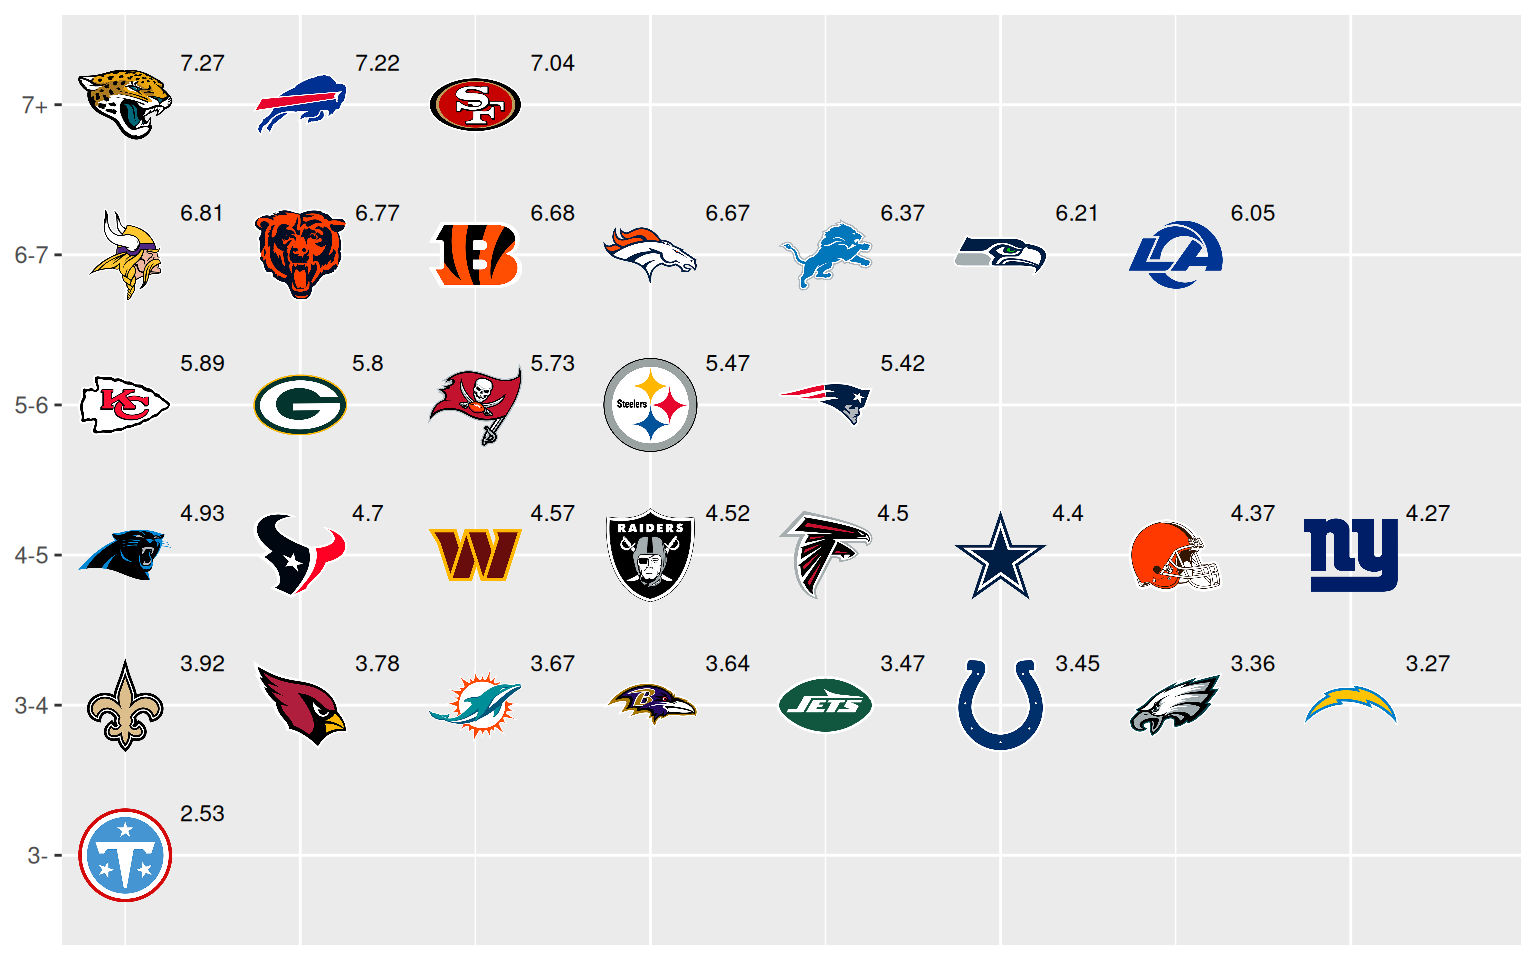 7.27 7.22 7.04
7+
SF
6.81 6.77 6.68 6.67 6.37 6.21 6.05
6-7
B LA
5.89 5.8 5.73 5.47 5.42
5-6
KC G Steelers
4.93 4.7 4.57 4.52 4.5 4.4 4.37 4.27
RAIDERS
4-5
W ny
3.92 3.78 3.67 3.64 3.47 3.45 3.36 3.27
3-4
B JETS
2.53
3-
T